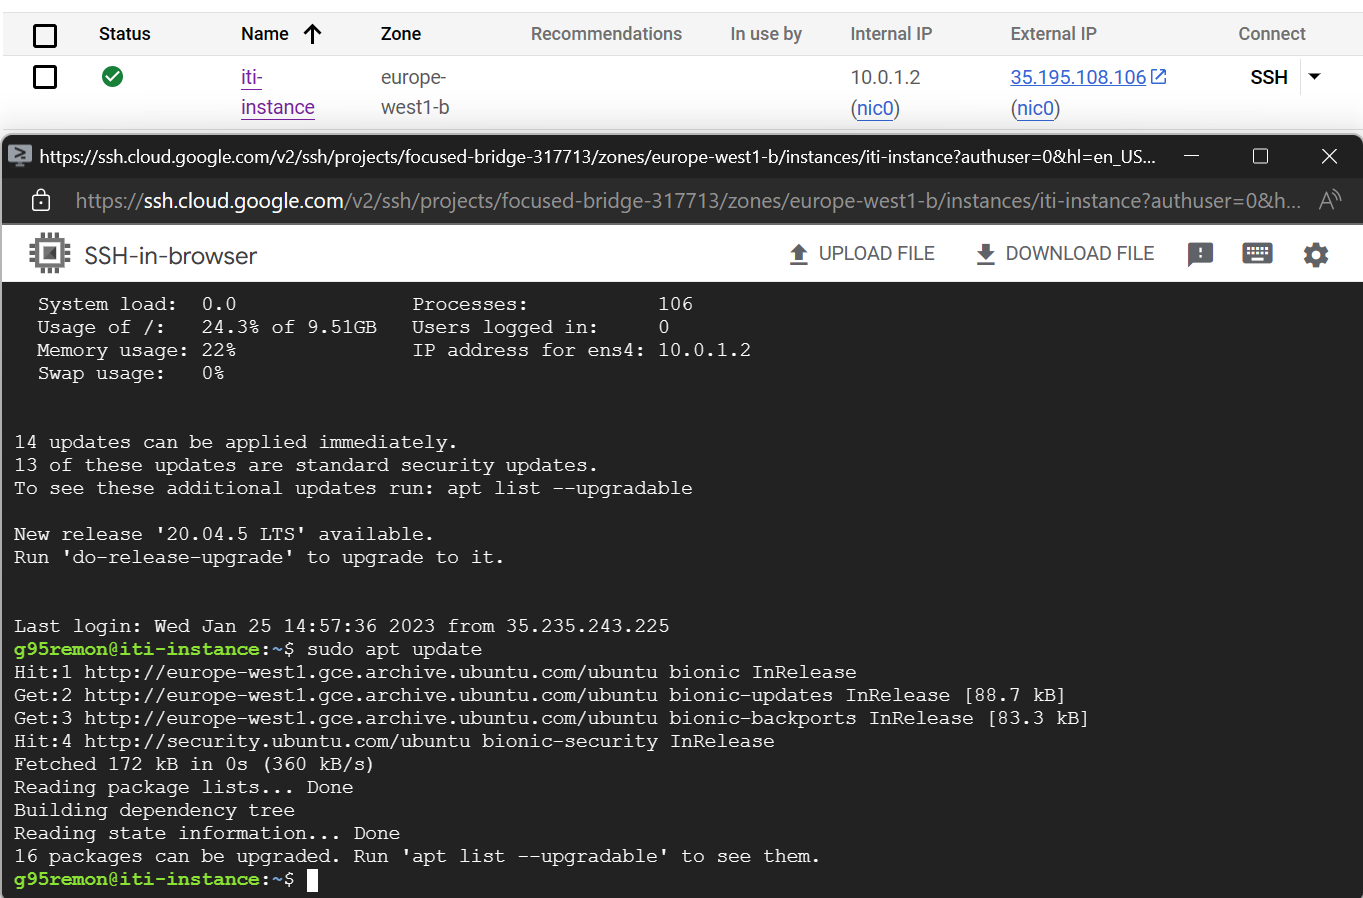 Status Name Zone Recommendations In use by Internal IP External IP Connect
iti- europe- 10.0.1.2 35.195.108.106 SSH
instance west1-b (nic0) (nic0)
https://ssh.cloud.google.com/v2/ssh/projects/focused-bridge-317713/zones/europe-west1-b/instances/iti-instance?authuser=0&hl=en_US...
https://ssh.cloud.google.com/v2/ssh/projects/focused-bridge-317713/zones/europe-west1-b/instances/iti-instance?authuser=0&h...
SSH-in-browser UPLOAD FILE DOWNLOAD FILE
System load: 0.0 Processes: 106
Usage of /: 24.3% of 9.51GB Users logged in: 0
Memory usage: 22% IP address for ens4: 10.0.1.2
Swap usage: 0%
14 updates can be applied immediately.
13 of these updates are standard security updates.
To see these additional updates run: apt list --upgradable
New release '20.04.5 LTS' available.
Run 'do-release-upgrade' to upgrade to it.
Last login: Wed Jan 25 14:57:36 2023 from 35.235.243.225
g95remon@iti-instance:~$ sudo apt update
Hit:1 http://europe-west1.gce.archive.ubuntu.com/ubuntu bionic InRelease
Get:2 http://europe-west1.gce.archive.ubuntu.com/ubuntu bionic-updates InRelease [88.7 kB]
Get:3 http://europe-west1.gce.archive.ubuntu.com/ubuntu bionic-backports InRelease [83.3 kB]
Hit:4 http://security.ubuntu.com/ubuntu bionic-security InRelease
Fetched 172 kB in 0s (360 kB/s)
Reading package lists... Done
Building dependency tree
Reading state information... Done
16 packages can be upgraded. Run 'apt list --upgradable' to see them.
g95remon@iti-instance:~$